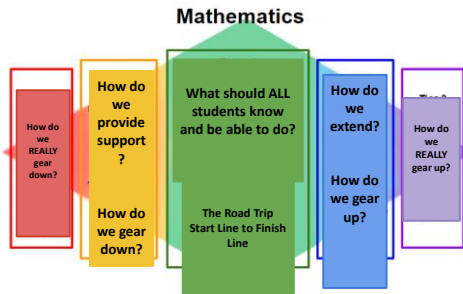 Mathematics
How do
we
REALLY
gear
down?
How do
we
provide
support
?
How do
we gear
down?
What should ALL
students know
and be able to do?
The Road Trip
Start Line to Finish
Line
How do
we
extend?
How do
we gear
up?
How do
we
REALLY
gear up?